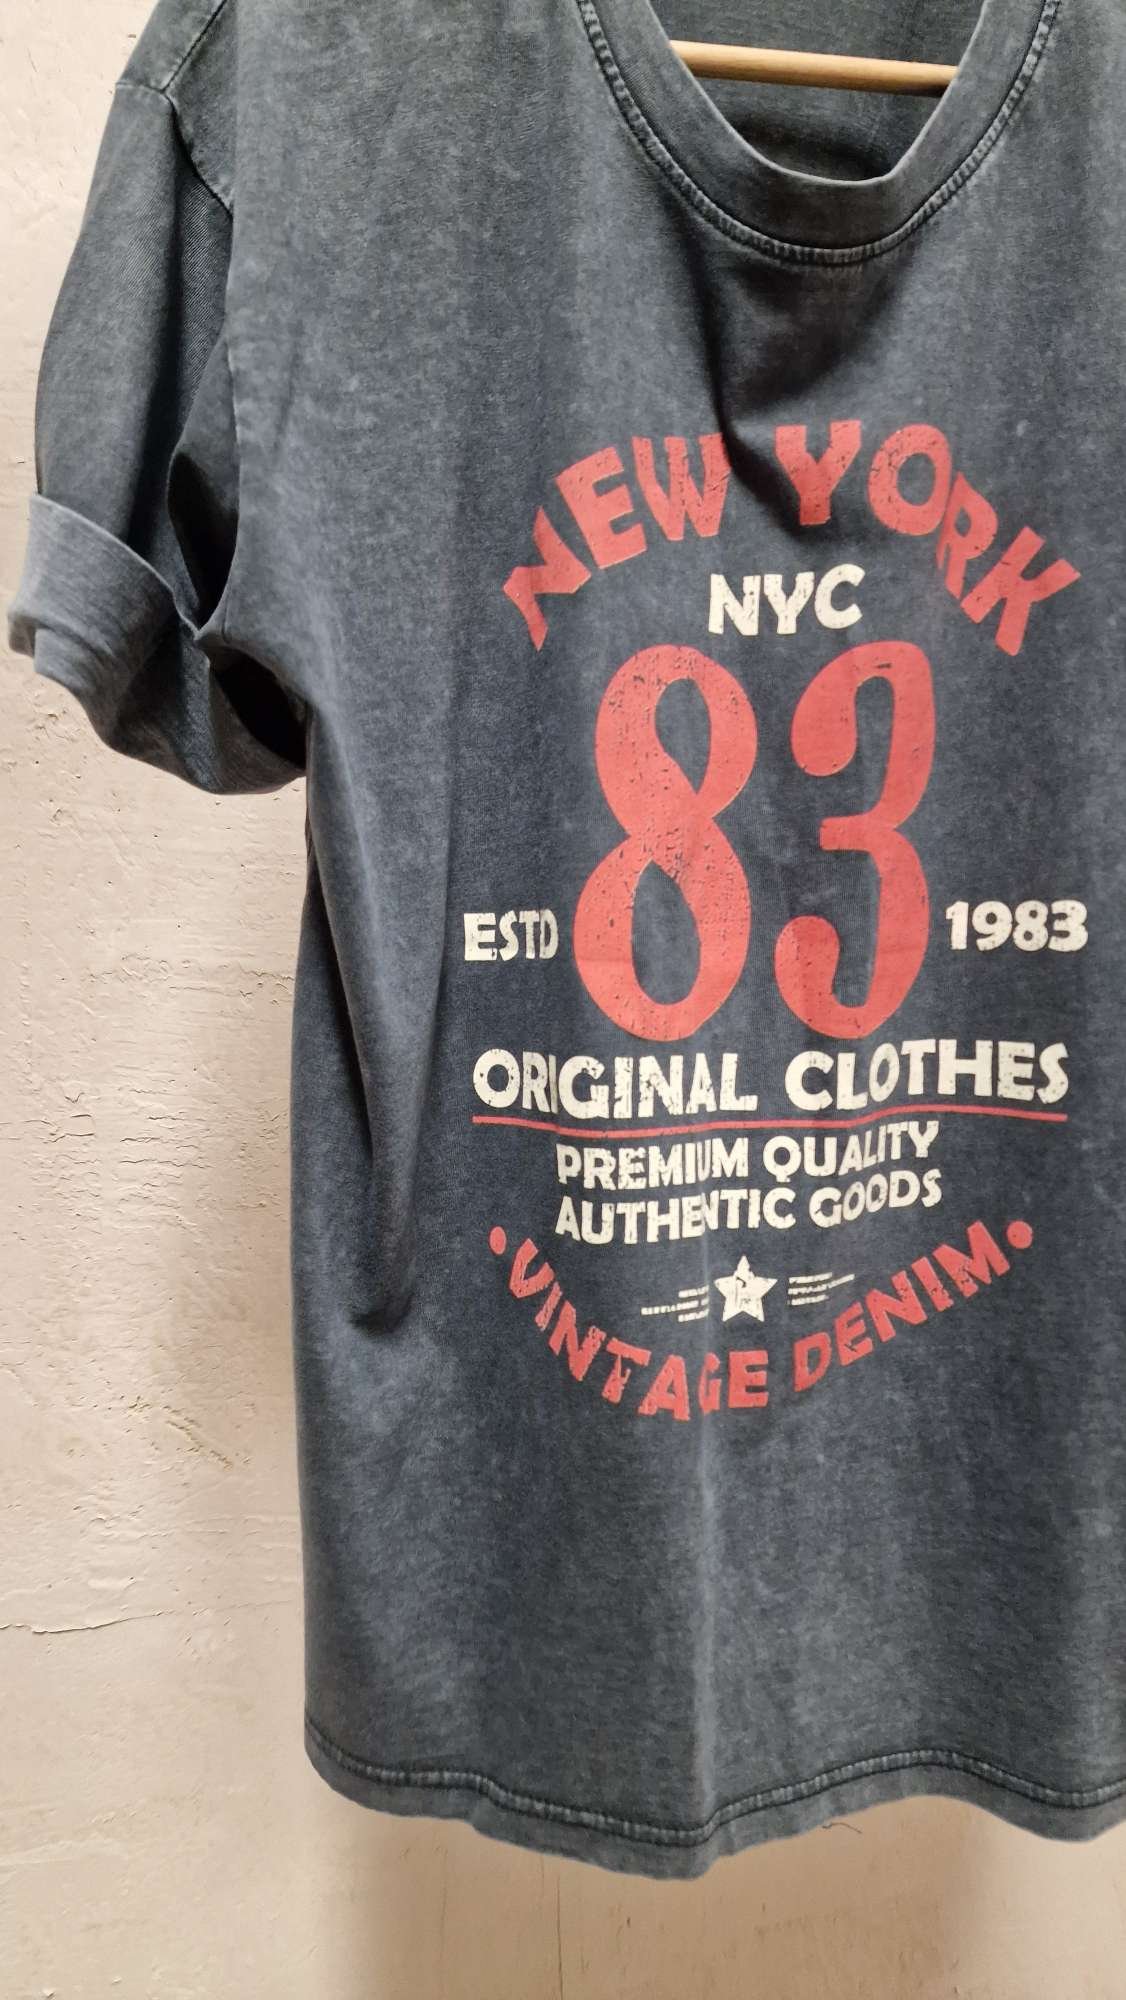 NEW YORK
NYC
83
ESTD 1983
ORIGINAL CLOTHES
PREMIUM QUALITY
AUTHENTIC GOODS
•VINTAGE DENIM•